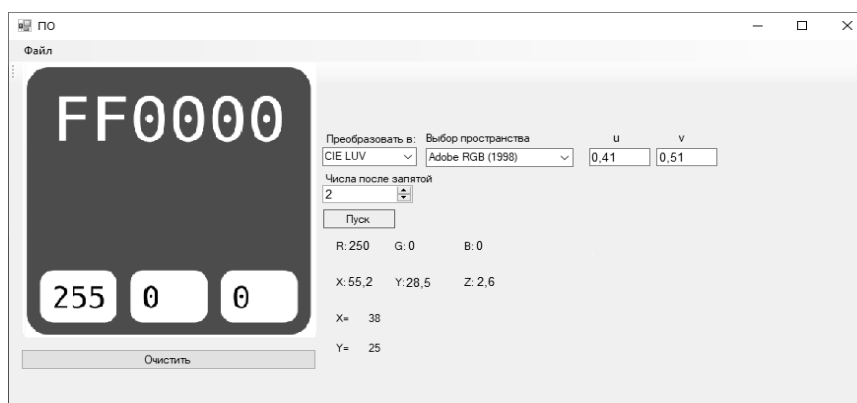 ПО
Файл
FF0000
255 0 0
Очистить
Преобразовать в: Выбор пространства u v
CIE LUV Adobe RGB (1998) 0,41 0,51
Числа после запятой
2
Пуск
R: 250 G: 0 B: 0
X: 55,2 Y: 28,5 Z: 2,6
X= 38
Y= 25